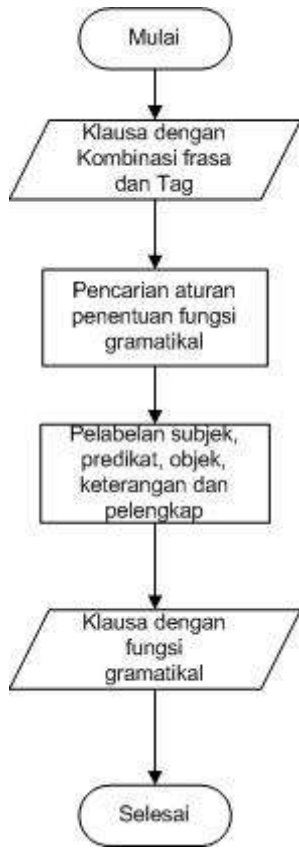 Mulai
Klausa dengan
Kombinasi frasa
dan Tag
Pencarian aturan
penentuan fungsi
gramatikal
Pelabelan subjek,
predikat, objek,
keterangan dan
pelengkap
Klausa dengan
fungsi
gramatikal
Selesai